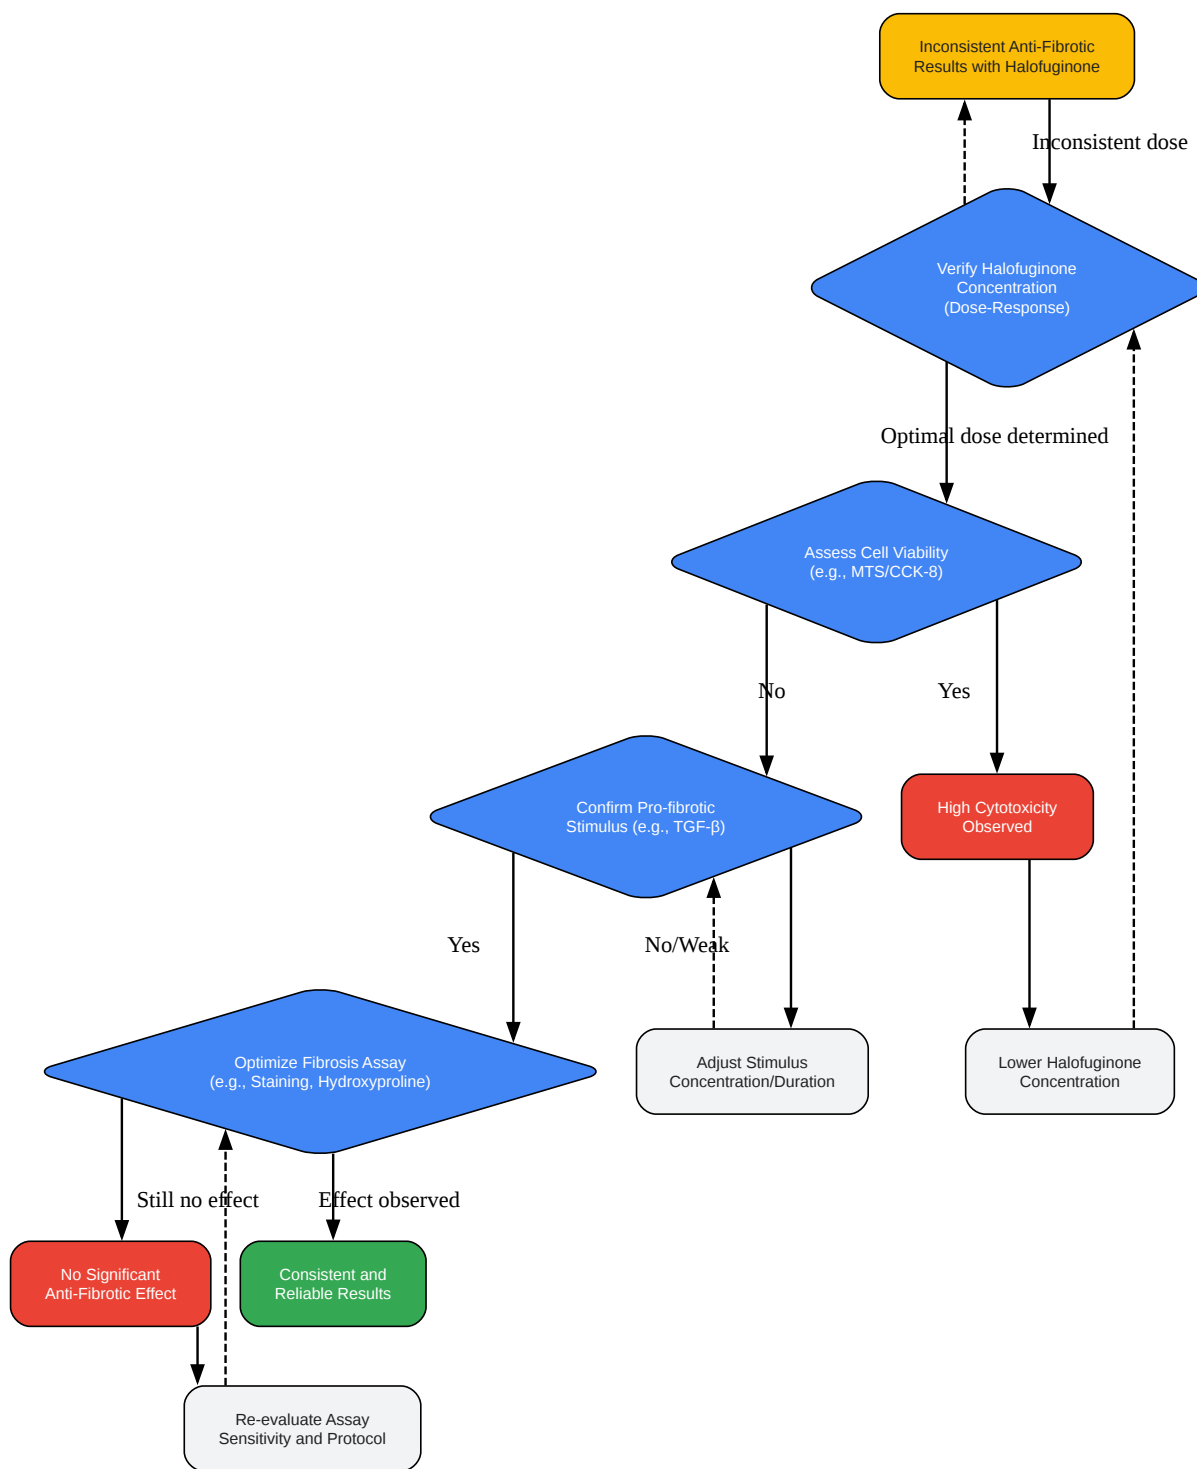 Inconsistent Anti-Fibrotic
Results with Halofuginone
Inconsistent dose
Verify Halofuginone
Concentration
(Dose-Response)
Optimal dose determined
Assess Cell Viability
(e.g., MTS/CCK-8)
No
Yes
Confirm Pro-fibrotic
Stimulus (e.g., TGF-β)
High Cytotoxicity
Observed
Yes
No/Weak
Optimize Fibrosis Assay
(e.g., Staining, Hydroxyproline)
Adjust Stimulus
Concentration/Duration
Lower Halofuginone
Concentration
Still no effect
Effect observed
No Significant
Anti-Fibrotic Effect
Consistent and
Reliable Results
Re-evaluate Assay
Sensitivity and Protocol